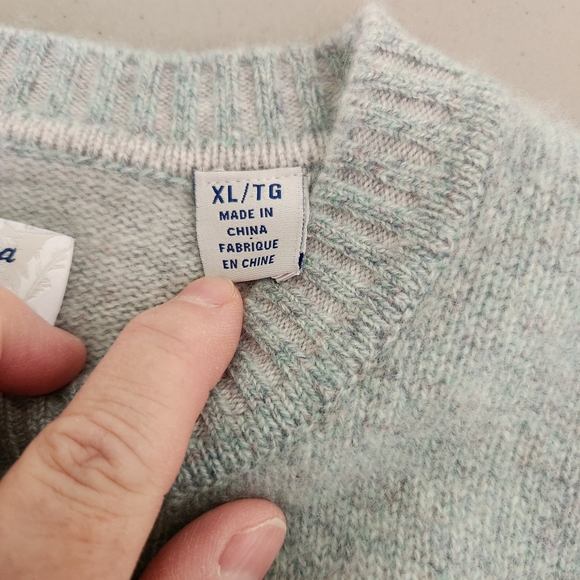 XL/TG
MADE IN
CHINA
FABRIQUE
EN CHINE
a